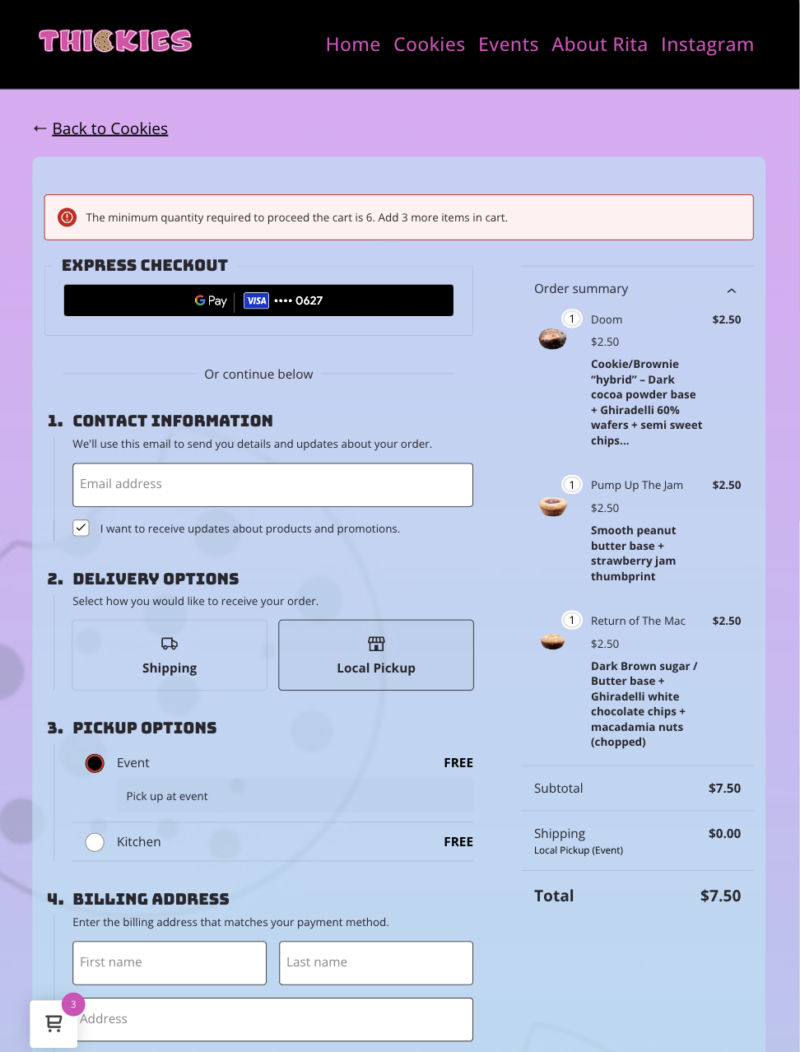 THICKIES
Home Cookies Events About Rita Instagram
← Back to Cookies
The minimum quantity required to proceed the cart is 6. Add 3 more items in cart.
EXPRESS CHECKOUT
G Pay VISA •••• 0627
Or continue below
1. CONTACT INFORMATION
We'll use this email to send you details and updates about your order.
Email address
I want to receive updates about products and promotions.
2. DELIVERY OPTIONS
Select how you would like to receive your order.
Shipping
Local Pickup
3. PICKUP OPTIONS
Event FREE
Pick up at event
Kitchen FREE
4. BILLING ADDRESS
Enter the billing address that matches your payment method.
First name
Last name
Address
3
Order summary
1 Doom $2.50
$2.50
Cookie/Brownie
“hybrid” – Dark
cocoa powder base
+ Ghiradelli 60%
wafers + semi sweet
chips…
1 Pump Up The Jam $2.50
$2.50
Smooth peanut
butter base +
strawberry jam
thumbprint
1 Return of The Mac $2.50
$2.50
Dark Brown sugar /
Butter base +
Ghiradelli white
chocolate chips +
macadamia nuts
(chopped)
Subtotal $7.50
Shipping $0.00
Local Pickup (Event)
Total $7.50